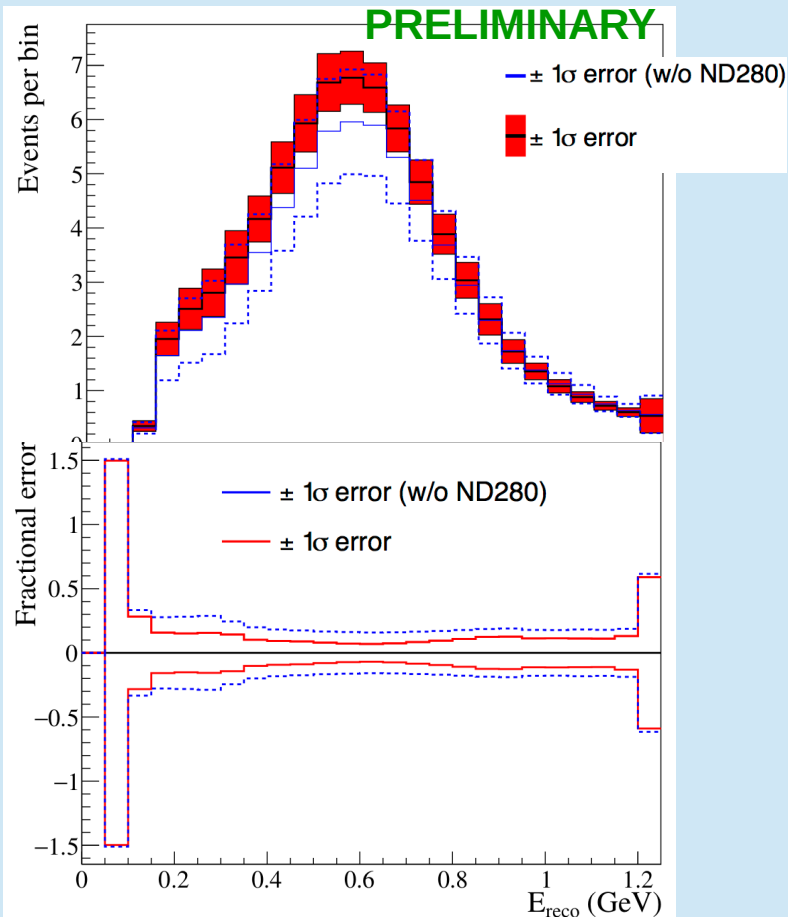 PRELIMINARY
Events per bin
7
6
5
4
3
2
1
0
± 1σ error (w/o ND280)
± 1σ error
Fractional error
1.5
1
0.5
0
−0.5
−1
−1.5
± 1σ error (w/o ND280)
± 1σ error
0 0.2 0.4 0.6 0.8 1 1.2
E_reco (GeV)